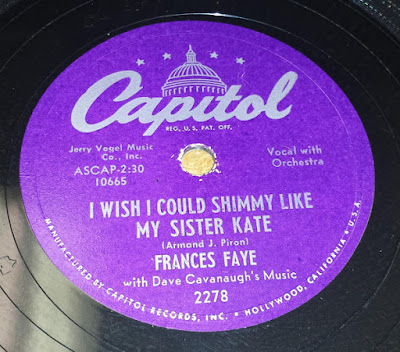 Capitol
REG. U.S. PAT. OFF.
Jerry Vogel Music
Co., Inc.
ASCAP-2:30
10665
Vocal with
Orchestra
I WISH I COULD SHIMMY LIKE
MY SISTER KATE
(Armand J. Piron)
FRANCES FAYE
with Dave Cavanaugh's Music
2278
MANUFACTURED BY CAPITOL RECORDS, INC. • HOLLYWOOD, CALIFORNIA • U.S.A.